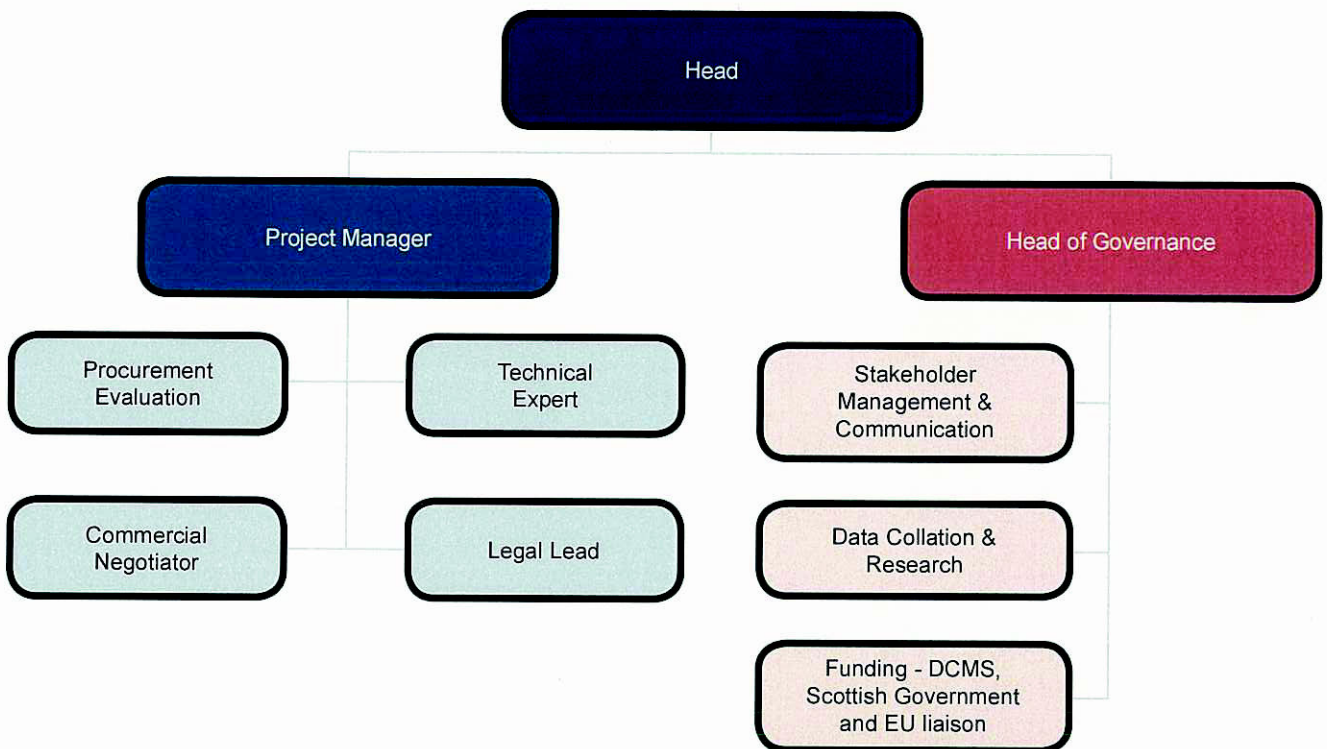 Head
Project Manager
Head of Governance
Procurement
Evaluation
Technical
Expert
Stakeholder
Management &
Communication
Commercial
Negotiator
Legal Lead
Data Collation &
Research
Funding - DCMS,
Scottish Government
and EU liaison